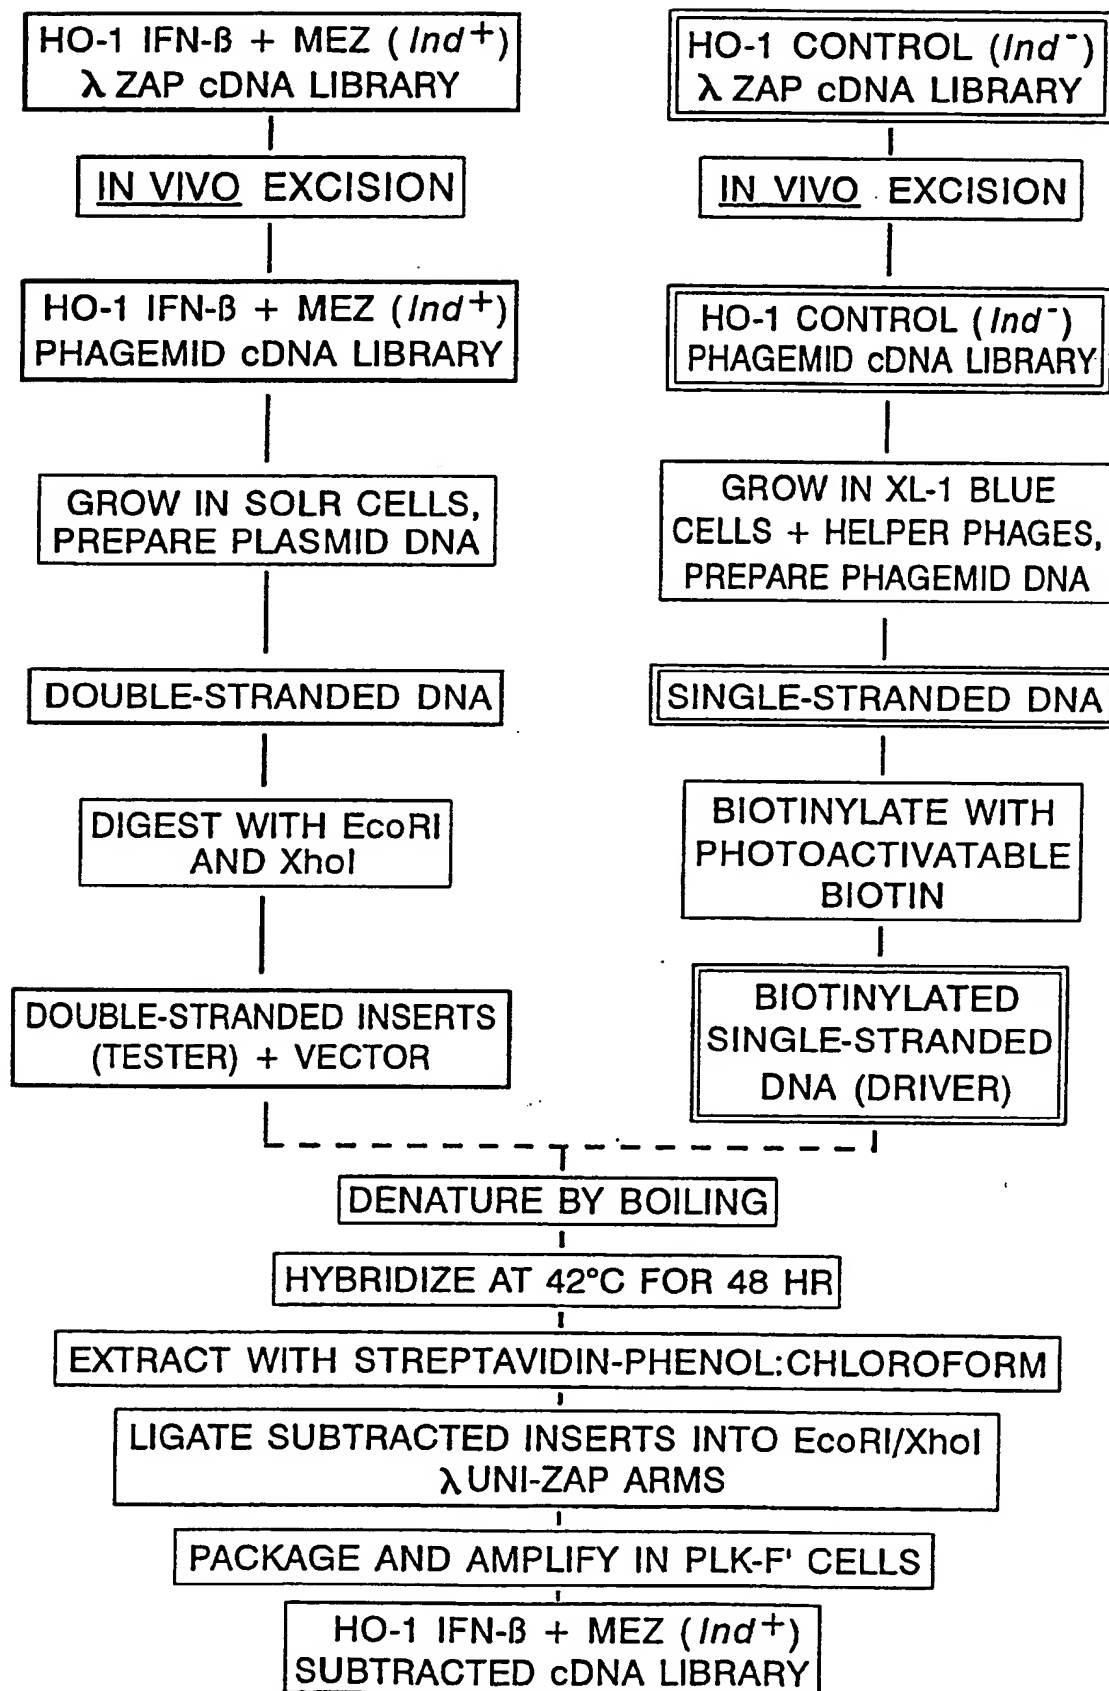 HO-1 IFN-ß + MEZ (Ind+)
λ ZAP cDNA LIBRARY
IN VIVO EXCISION
HO-1 IFN-ß + MEZ (Ind+)
PHAGEMID cDNA LIBRARY
GROW IN SOLR CELLS,
PREPARE PLASMID DNA
DOUBLE-STRANDED DNA
DIGEST WITH EcoRI
AND XhoI
DOUBLE-STRANDED INSERTS
(TESTER) + VECTOR
HO-1 CONTROL (Ind-)
λ ZAP cDNA LIBRARY
IN VIVO EXCISION
HO-1 CONTROL (Ind-)
PHAGEMID cDNA LIBRARY
GROW IN XL-1 BLUE
CELLS + HELPER PHAGES,
PREPARE PHAGEMID DNA
SINGLE-STRANDED DNA
BIOTINYLATE WITH
PHOTOACTIVATABLE
BIOTIN
BIOTINYLATED
SINGLE-STRANDED
DNA (DRIVER)
DENATURE BY BOILING
HYBRIDIZE AT 42°C FOR 48 HR
EXTRACT WITH STREPTAVIDIN-PHENOL:CHLOROFORM
LIGATE SUBTRACTED INSERTS INTO EcoRI/XhoI
λ UNI-ZAP ARMS
PACKAGE AND AMPLIFY IN PLK-F' CELLS
HO-1 IFN-ß + MEZ (Ind+)
SUBTRACTED cDNA LIBRARY